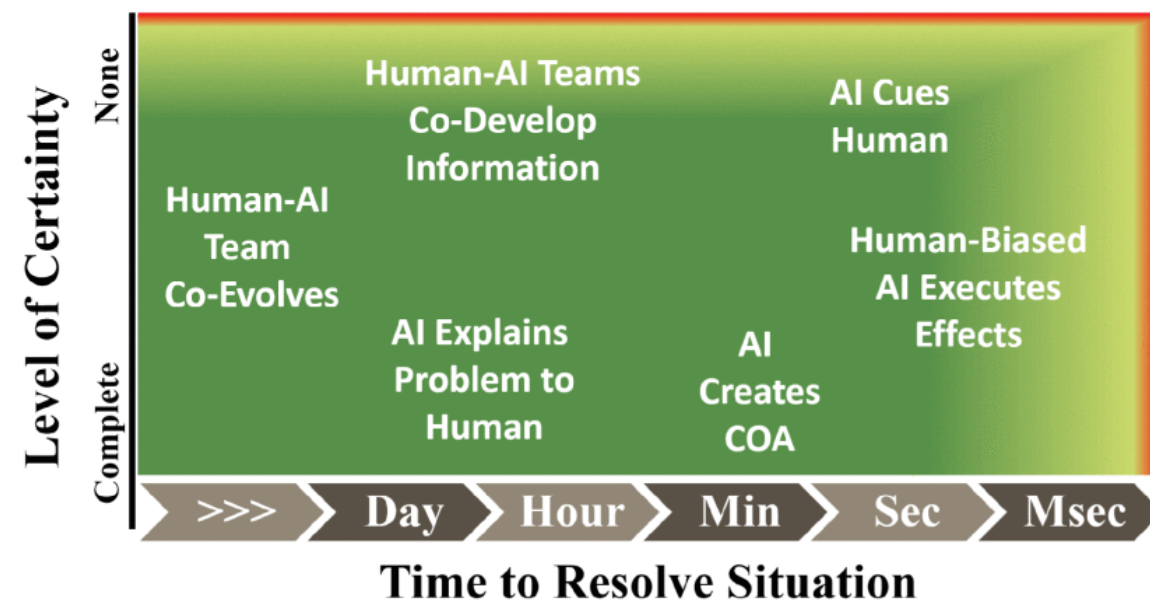 Level of Certainty
None
Complete
Human-AI Teams
Co-Develop
Information
AI Cues
Human
Human-AI
Team
Co-Evolves
Human-Biased
AI Executes
Effects
AI Explains
Problem to
Human
AI
Creates
COA
>>> Day Hour Min Sec Msec
Time to Resolve Situation